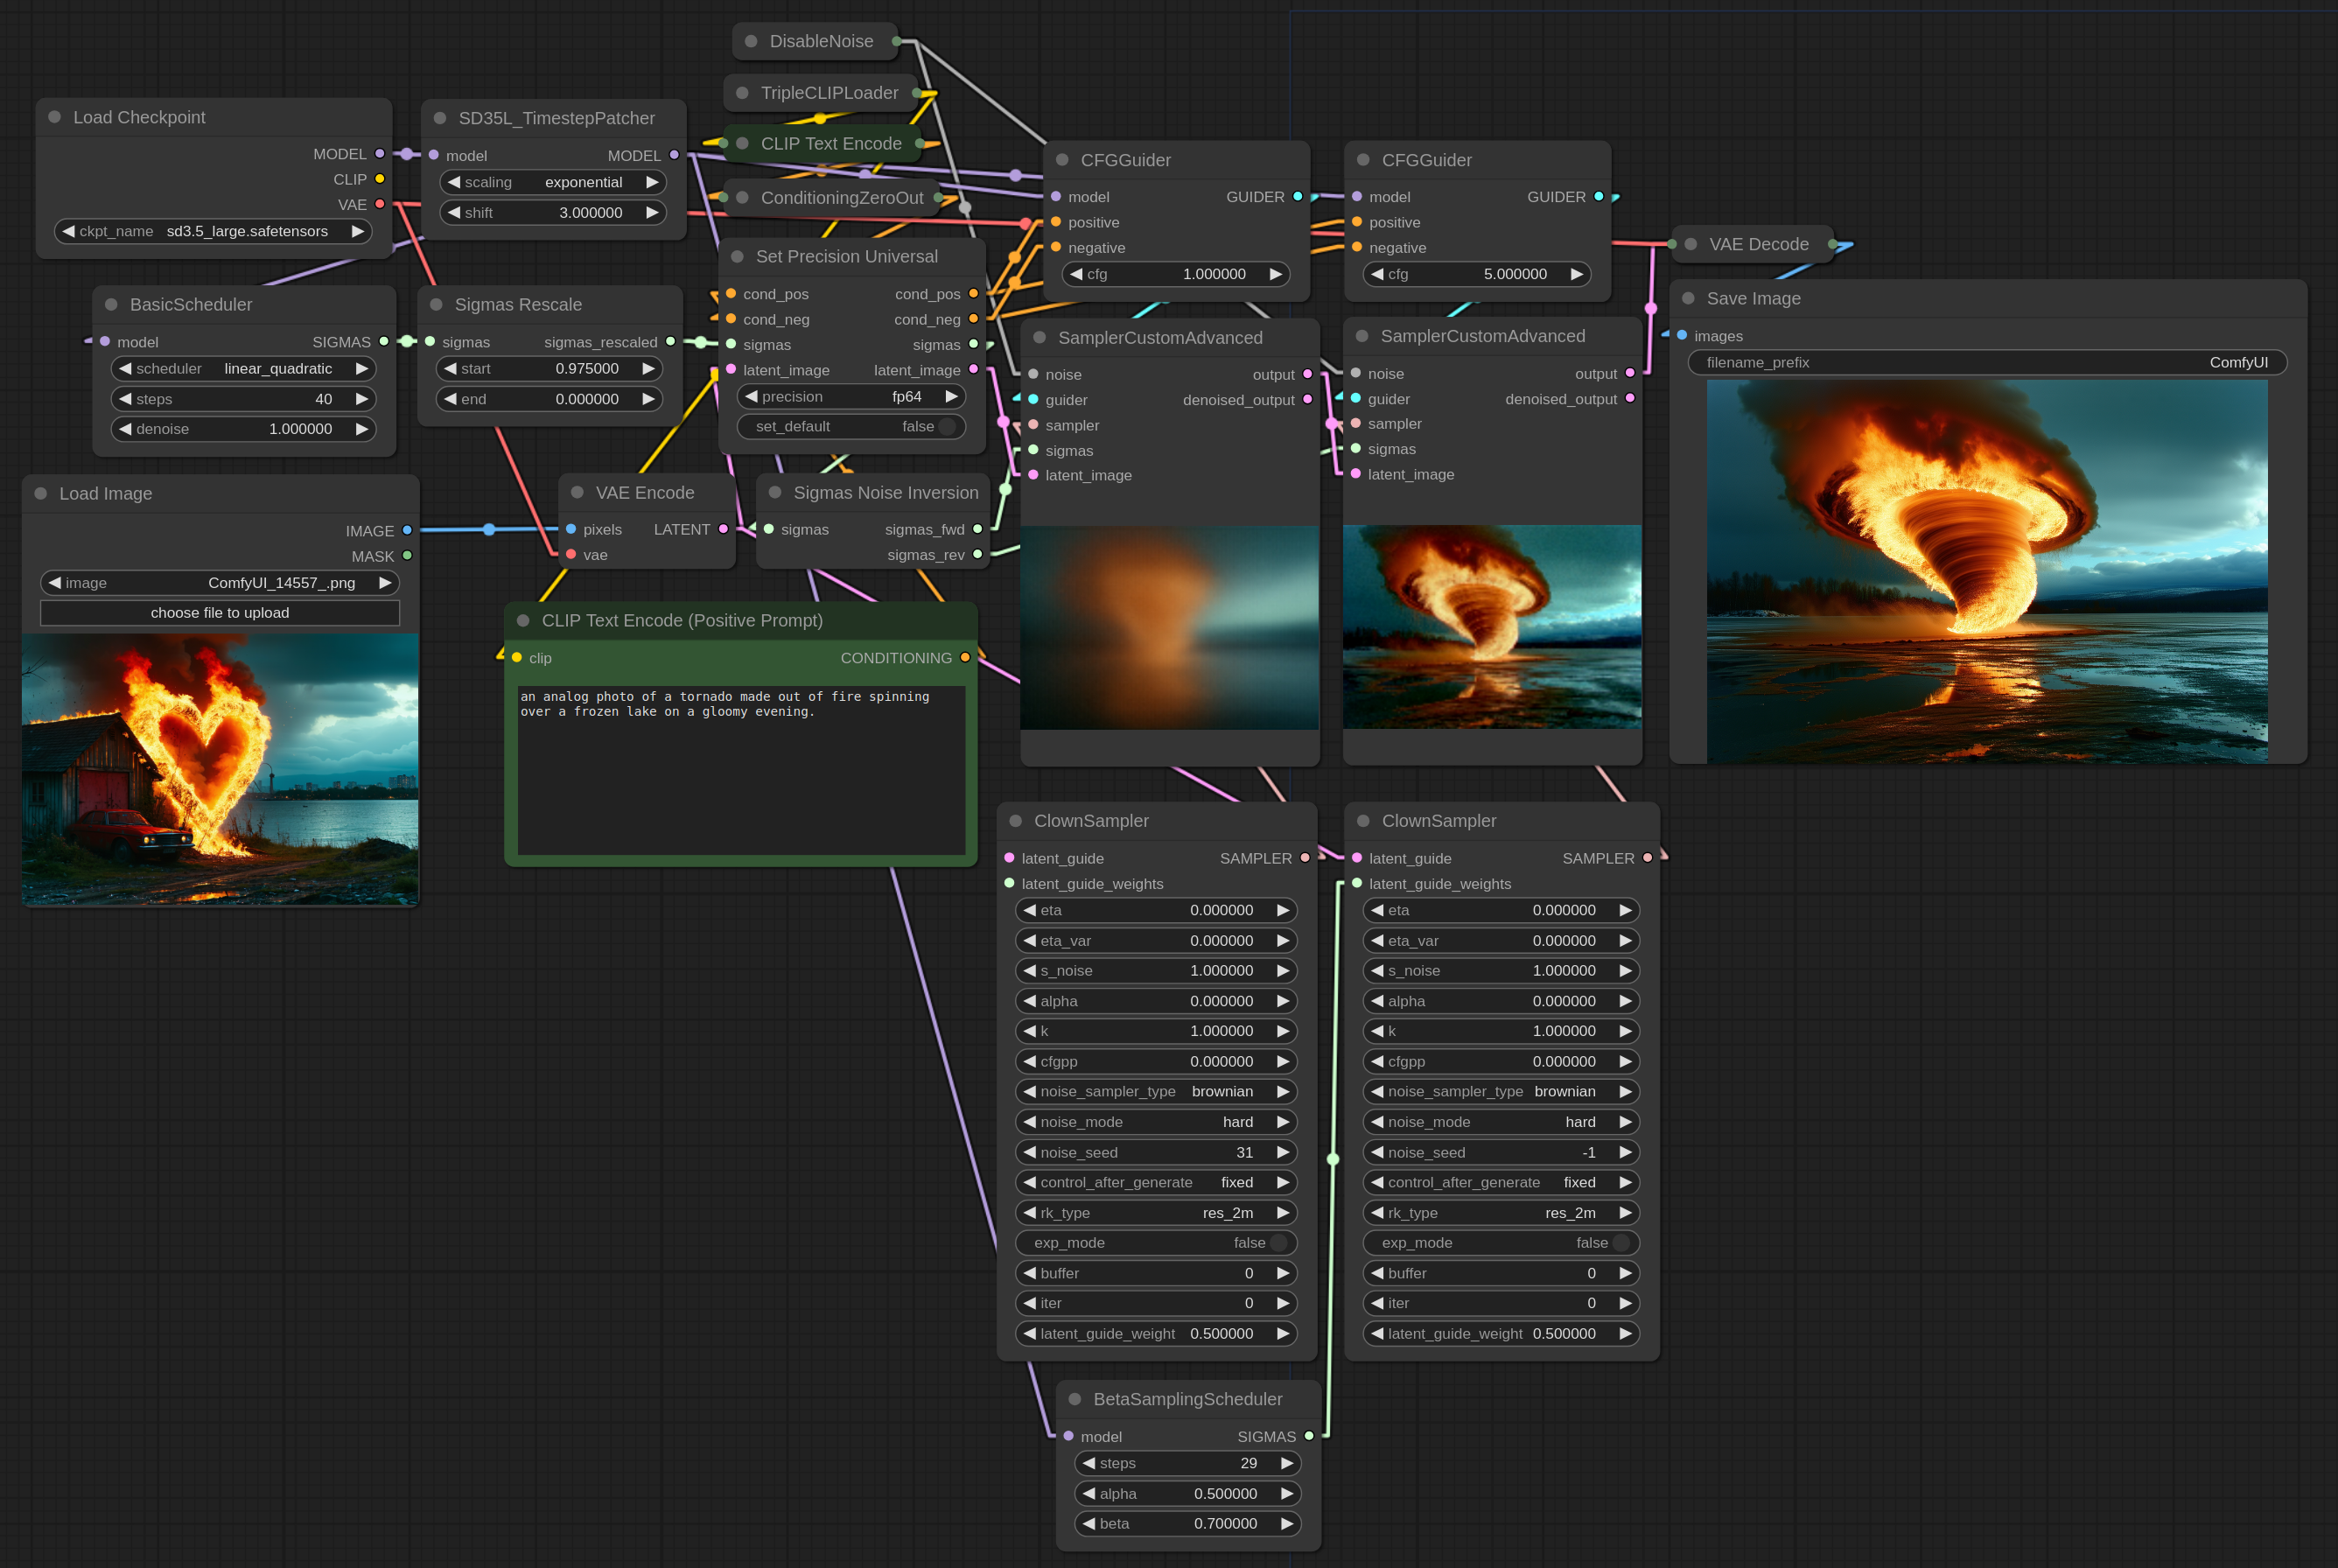 DisableNoise
TripleCLIPLoader
CLIP Text Encode
ConditioningZeroOut
Load Checkpoint
MODEL
CLIP
VAE
ckpt_name sd3.5_large.safetensors
SD35L_TimestepPatcher
model MODEL
scaling exponential
shift 3.000000
BasicScheduler
model SIGMAS
scheduler linear_quadratic
steps 40
denoise 1.000000
Sigmas Rescale
sigmas sigmas_rescaled
start 0.975000
end 0.000000
Set Precision Universal
cond_pos cond_pos
cond_neg cond_neg
sigmas sigmas
latent_image latent_image
precision fp64
set_default false
CFGGuider
model GUIDER
positive
negative
cfg 1.000000
CFGGuider
model GUIDER
positive
negative
cfg 5.000000
VAE Decode
Save Image
images
filename_prefix ComfyUI
SamplerCustomAdvanced
noise output
guider denoised_output
sampler
sigmas
latent_image
SamplerCustomAdvanced
noise output
guider denoised_output
sampler
sigmas
latent_image
Load Image
IMAGE
MASK
image ComfyUI_14557_.png
choose file to upload
VAE Encode
pixels LATENT
vae
Sigmas Noise Inversion
sigmas sigmas_fwd
sigmas_rev
CLIP Text Encode (Positive Prompt)
clip CONDITIONING
an analog photo of a tornado made out of fire spinning
over a frozen lake on a gloomy evening.
ClownSampler
latent_guide SAMPLER
latent_guide_weights
eta 0.000000
eta_var 0.000000
s_noise 1.000000
alpha 0.000000
k 1.000000
cfgpp 0.000000
noise_sampler_type brownian
noise_mode hard
noise_seed 31
control_after_generate fixed
rk_type res_2m
exp_mode false
buffer 0
iter 0
latent_guide_weight 0.500000
ClownSampler
latent_guide SAMPLER
latent_guide_weights
eta 0.000000
eta_var 0.000000
s_noise 1.000000
alpha 0.000000
k 1.000000
cfgpp 0.000000
noise_sampler_type brownian
noise_mode hard
noise_seed -1
control_after_generate fixed
rk_type res_2m
exp_mode false
buffer 0
iter 0
latent_guide_weight 0.500000
BetaSamplingScheduler
model SIGMAS
steps 29
alpha 0.500000
beta 0.700000